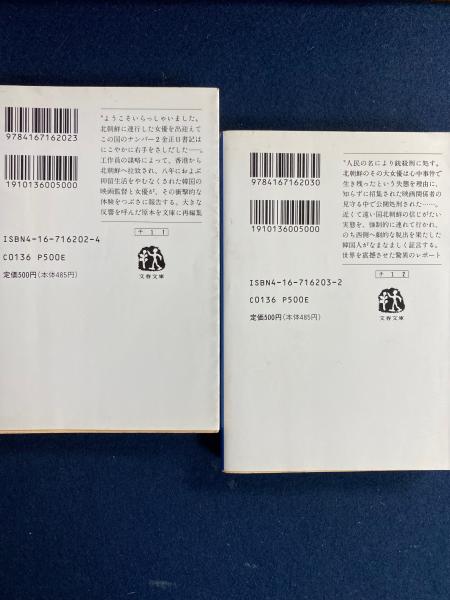 9784167162023
1910136005000
ISBN4-16-716202-4
C0136 P500E
定価500円(本体485円)
"ようこそいらっしゃいました。
北朝鮮に連行した女優を出迎えて
この国のナンバー2金正日書記は
にこやかに右手をさしだした──。
工作員の謀略によって、香港から
北朝鮮へ拉致され、八年におよぶ
抑留生活をやむなくされた韓国の
映画監督と女優が、その衝撃的な
体験をつぶさに報告する、大きな
反響を呼んだ原本を文庫に再編集
チ 1 1
文春文庫
9784167162030
1910136005000
ISBN4-16-716203-2
C0136 P500E
定価500円(本体485円)
"人民の名により銃殺刑に処す。
北朝鮮のその大女優は心中事件で
生き残ったという失態を理由に、
知らずに招集された映画関係者の
見守る中で公開処刑された──。
近くて遠い国北朝鮮の信じがたい
実態を、強制的に連れて行かれ、
のち西側へ劇的な脱出を果たした
韓国人がなまなましく証言する。
世界を震撼させた驚異のレポート
チ 1 2
文春文庫